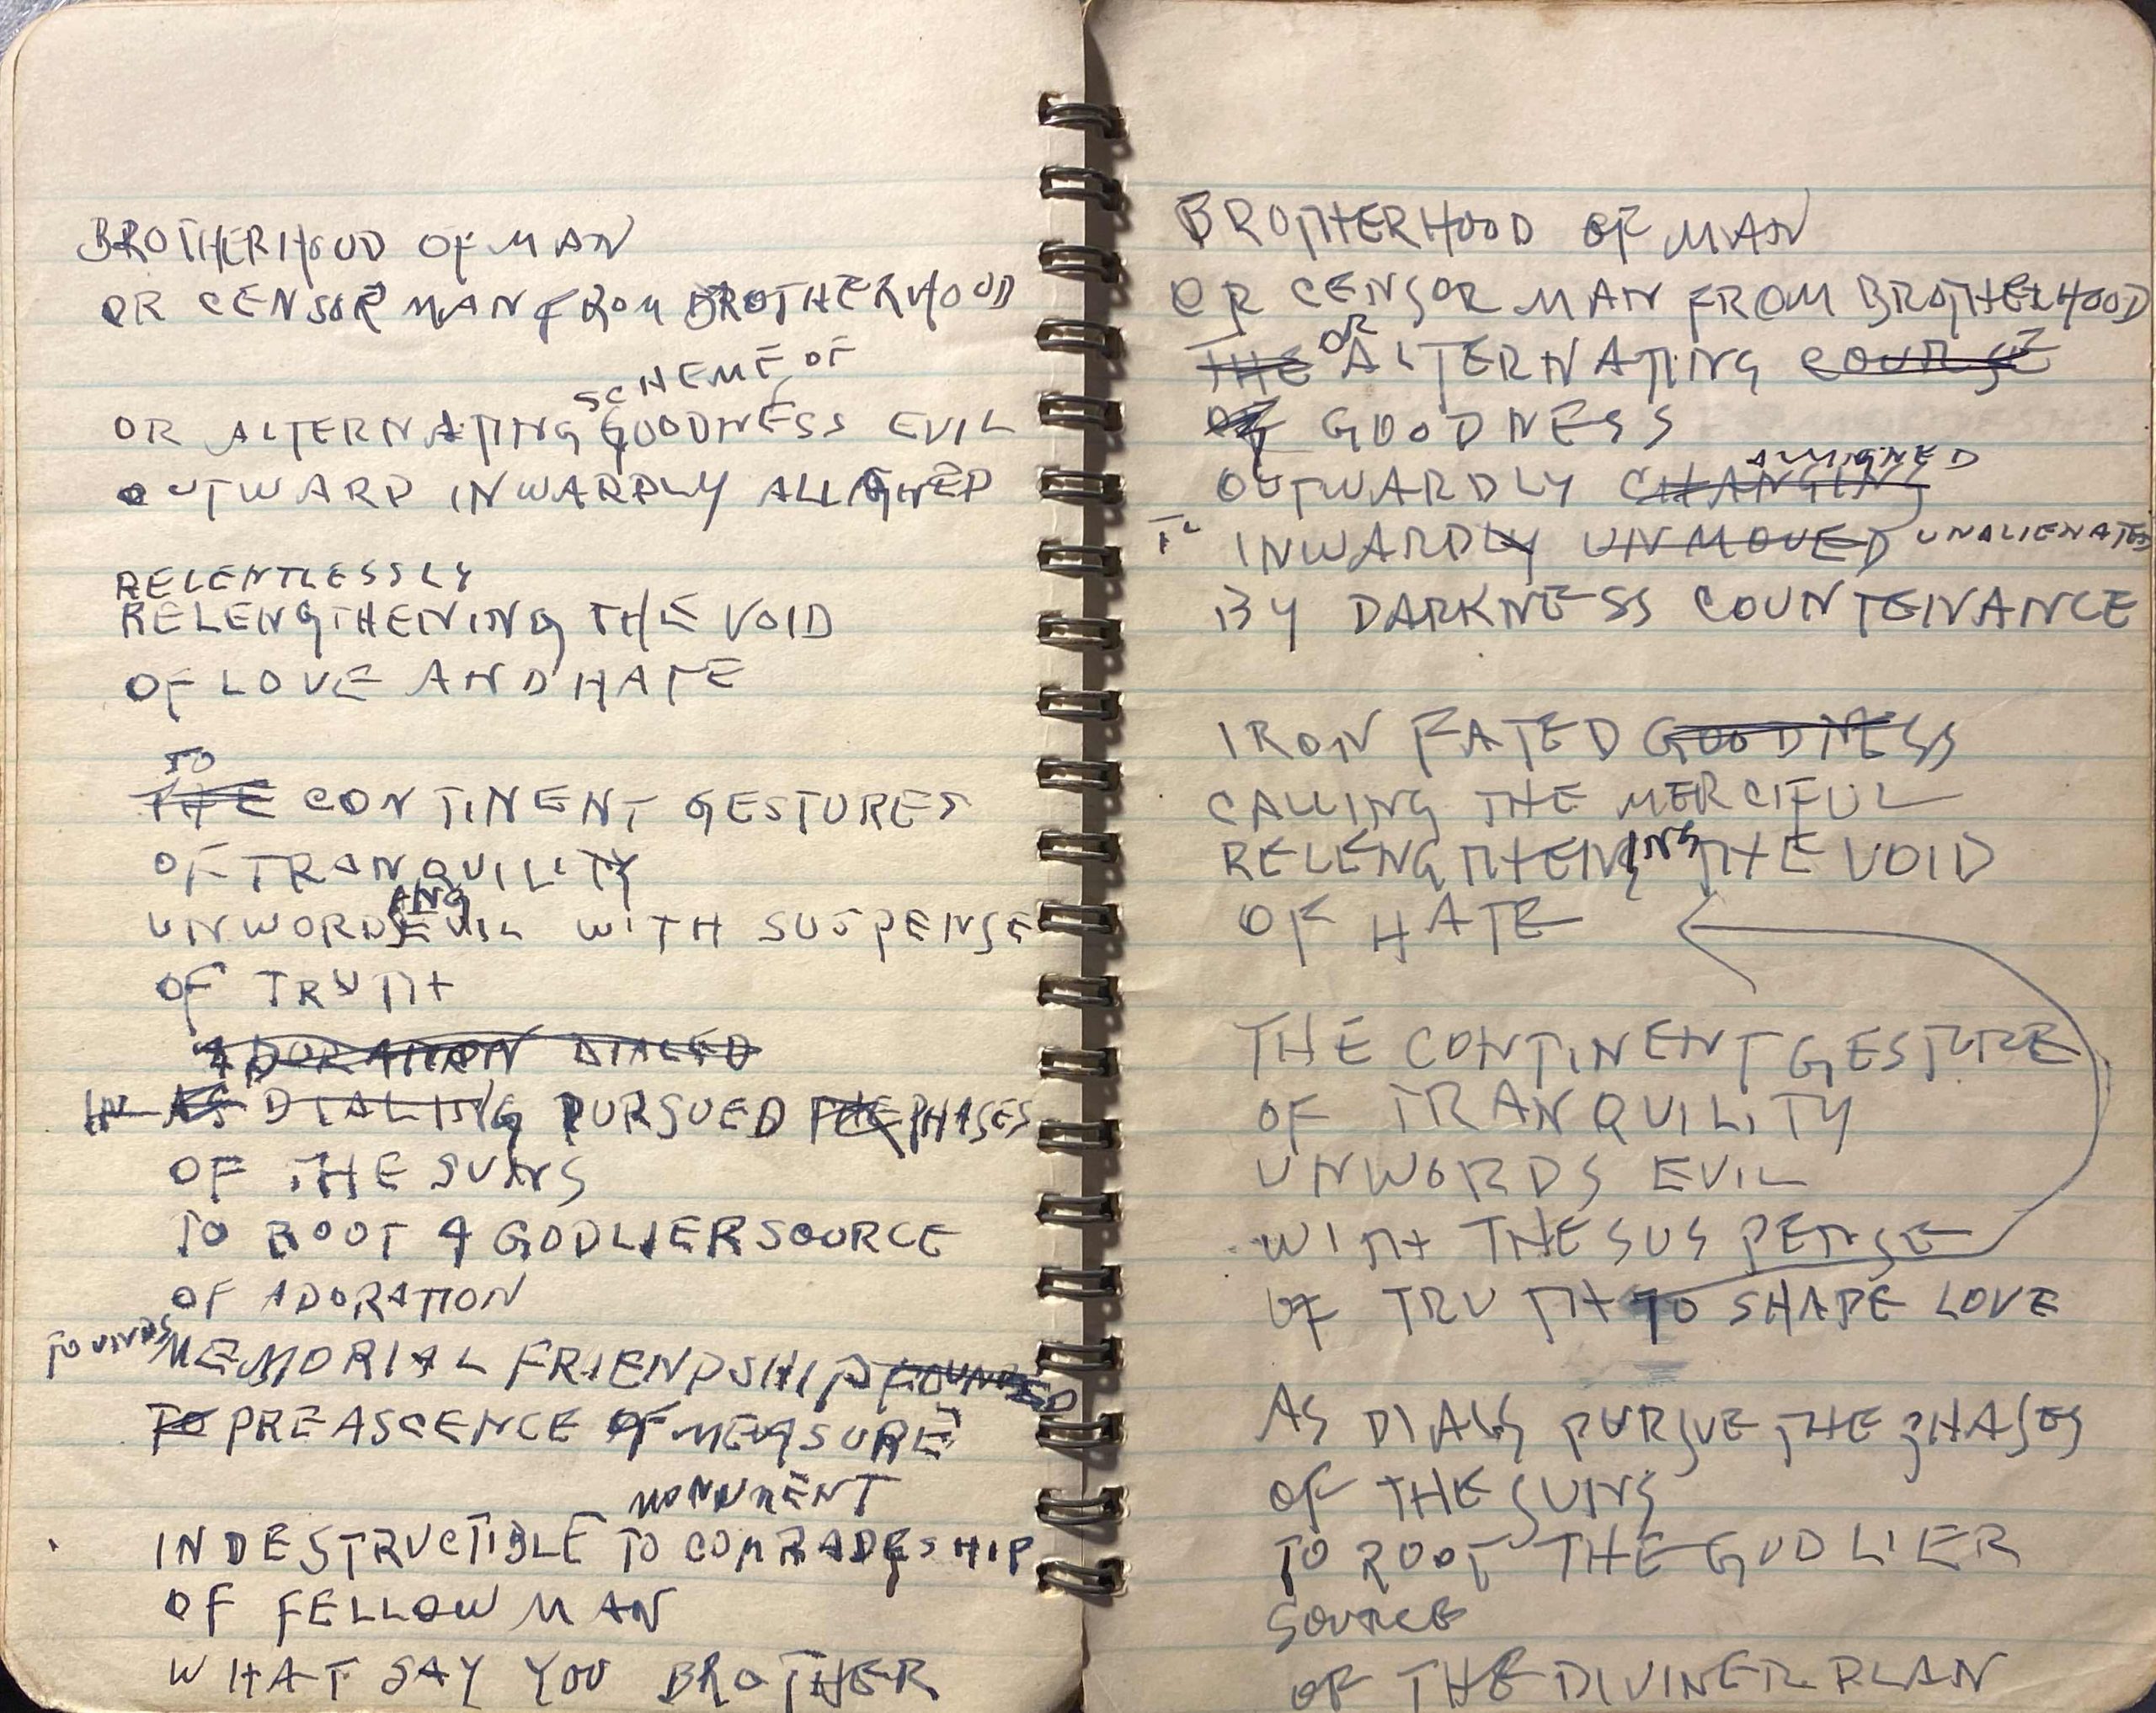 BROTHERHOOD OF MAN
OR CENSOR MAN FROM BROTHERHOOD
SCHEME OF
OR ALTERNATING GOODNESS EVIL
OUTWARD INWARDLY ALLIGNED
RELENTLESSLY
RELENGTHENING THE VOID
OF LOVE AND HATE
TO
THE CONTINENT GESTURES
OF TRANQUILITY
ING
UNWORDS EVIL WITH SUSPENSE
OF TRUTH
ADORATION DIALED
IN AS DIALING PURSUED THE PHASES
OF THE SUNS
TO ROOT A GODLIER SOURCE
OF ADORATION
TOWARDS MEMORIAL FRIENDSHIP FOUNDED
TO PREASCENCE OF MEASURE
MONUMENT
INDESTRUCTIBLE TO COMRADESHIP
OF FELLOW MAN
WHAT SAY YOU BROTHER
BROTHERHOOD OF MAN
OR CENSOR MAN FROM BROTHERHOOD
OR
THE ALTERNATING COURSE
OF GOODNESS
ALLIGNED
OUTWARDLY CHANGING
INWARDLY UNMOVED UNALIENATED
BY DARKNESS COUNTENANCE
IRON FATED GOODNESS
CALLING THE MERCIFUL
RELENGTHENING THE VOID
OF HATE
THE CONTINENT GESTURE
OF TRANQUILITY
UNWORDS EVIL
WITH THE SUSPENSE
OF TRUTH TO SHAPE LOVE
AS DIALS PURSUE THE PHASES
OF THE SUNS
TO ROOT THE GODLIER
SOURCE
OF THE DIVINER PLAN